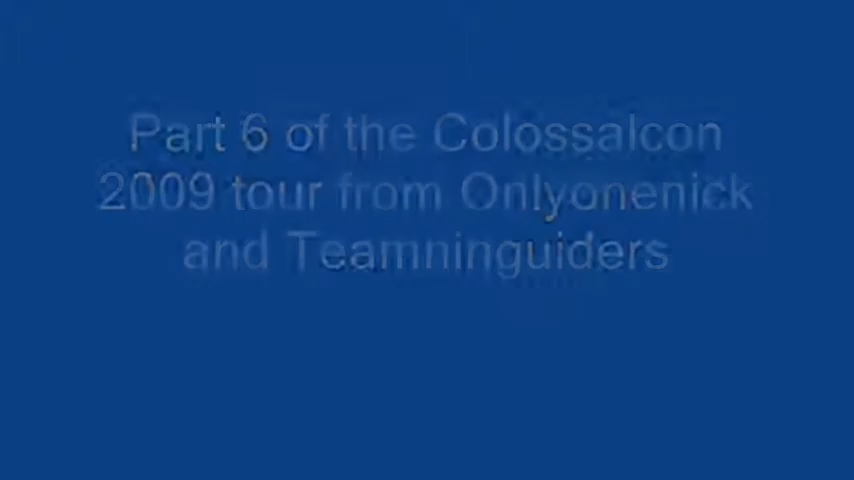 Part 6 of the Colossalcon
2009 tour from Onlyonenick
and Teamninguiders